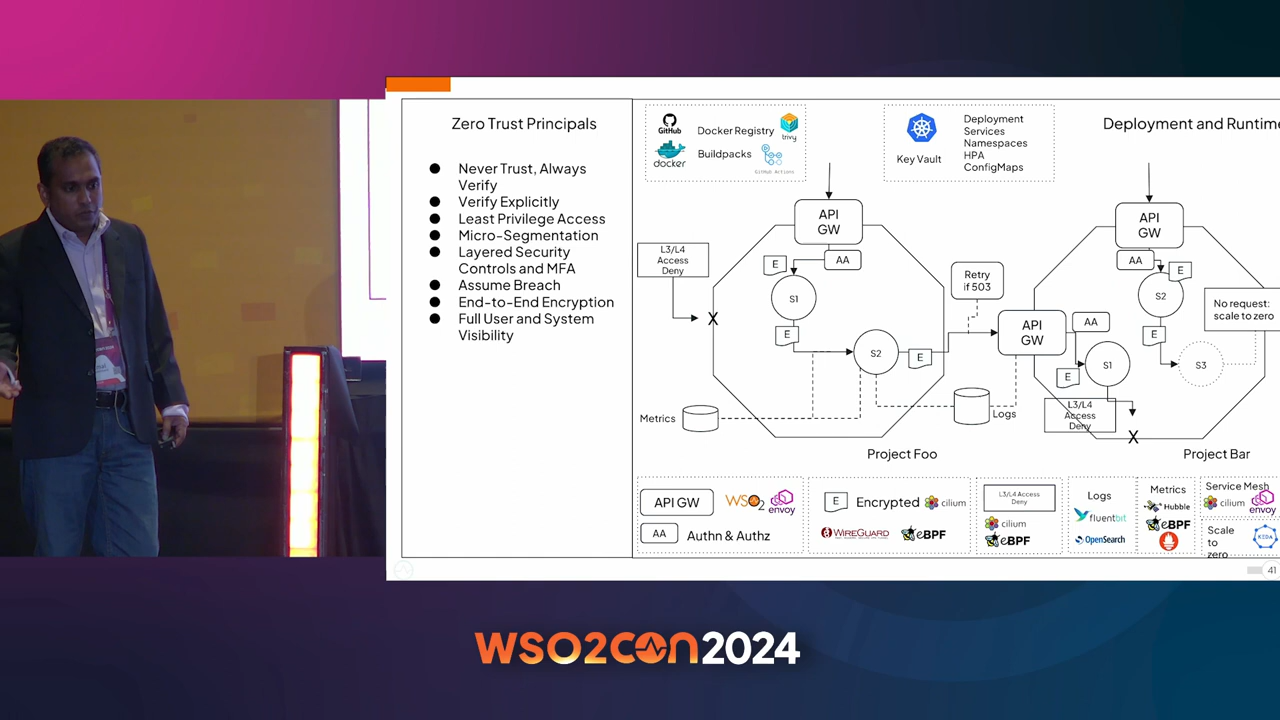 Zero Trust Principals
Never Trust, Always
Verify
Verify Explicitly
Least Privilege Access
Micro-Segmentation
Layered Security
Controls and MFA
Assume Breach
End-to-End Encryption
Full User and System
Visibility
GitHub
docker
Docker Registry
Buildpacks
trivy
GitHub Actions
Key Vault
Deployment
Services
Namespaces
HPA
ConfigMaps
Deployment and Runtime
API
GW
AA
L3/L4
Access
Deny
X
E
S1
E
S2
E
Retry
if 503
Metrics
Logs
Project Foo
API
GW
AA
E
S2
E
S3
No request:
scale to zero
API
GW
AA
E
S1
L3/L4
Access
Deny
X
Project Bar
API GW
WSO2
envoy
AA
Authn & Authz
E
Encrypted
cilium
WIREGUARD
eBPF
L3/L4 Access
Deny
cilium
eBPF
Logs
fluentbit
OpenSearch
Metrics
Hubble
eBPF
Service Mesh
cilium
envoy
Scale
to
zero
KEDA
41
WSO2CON2024